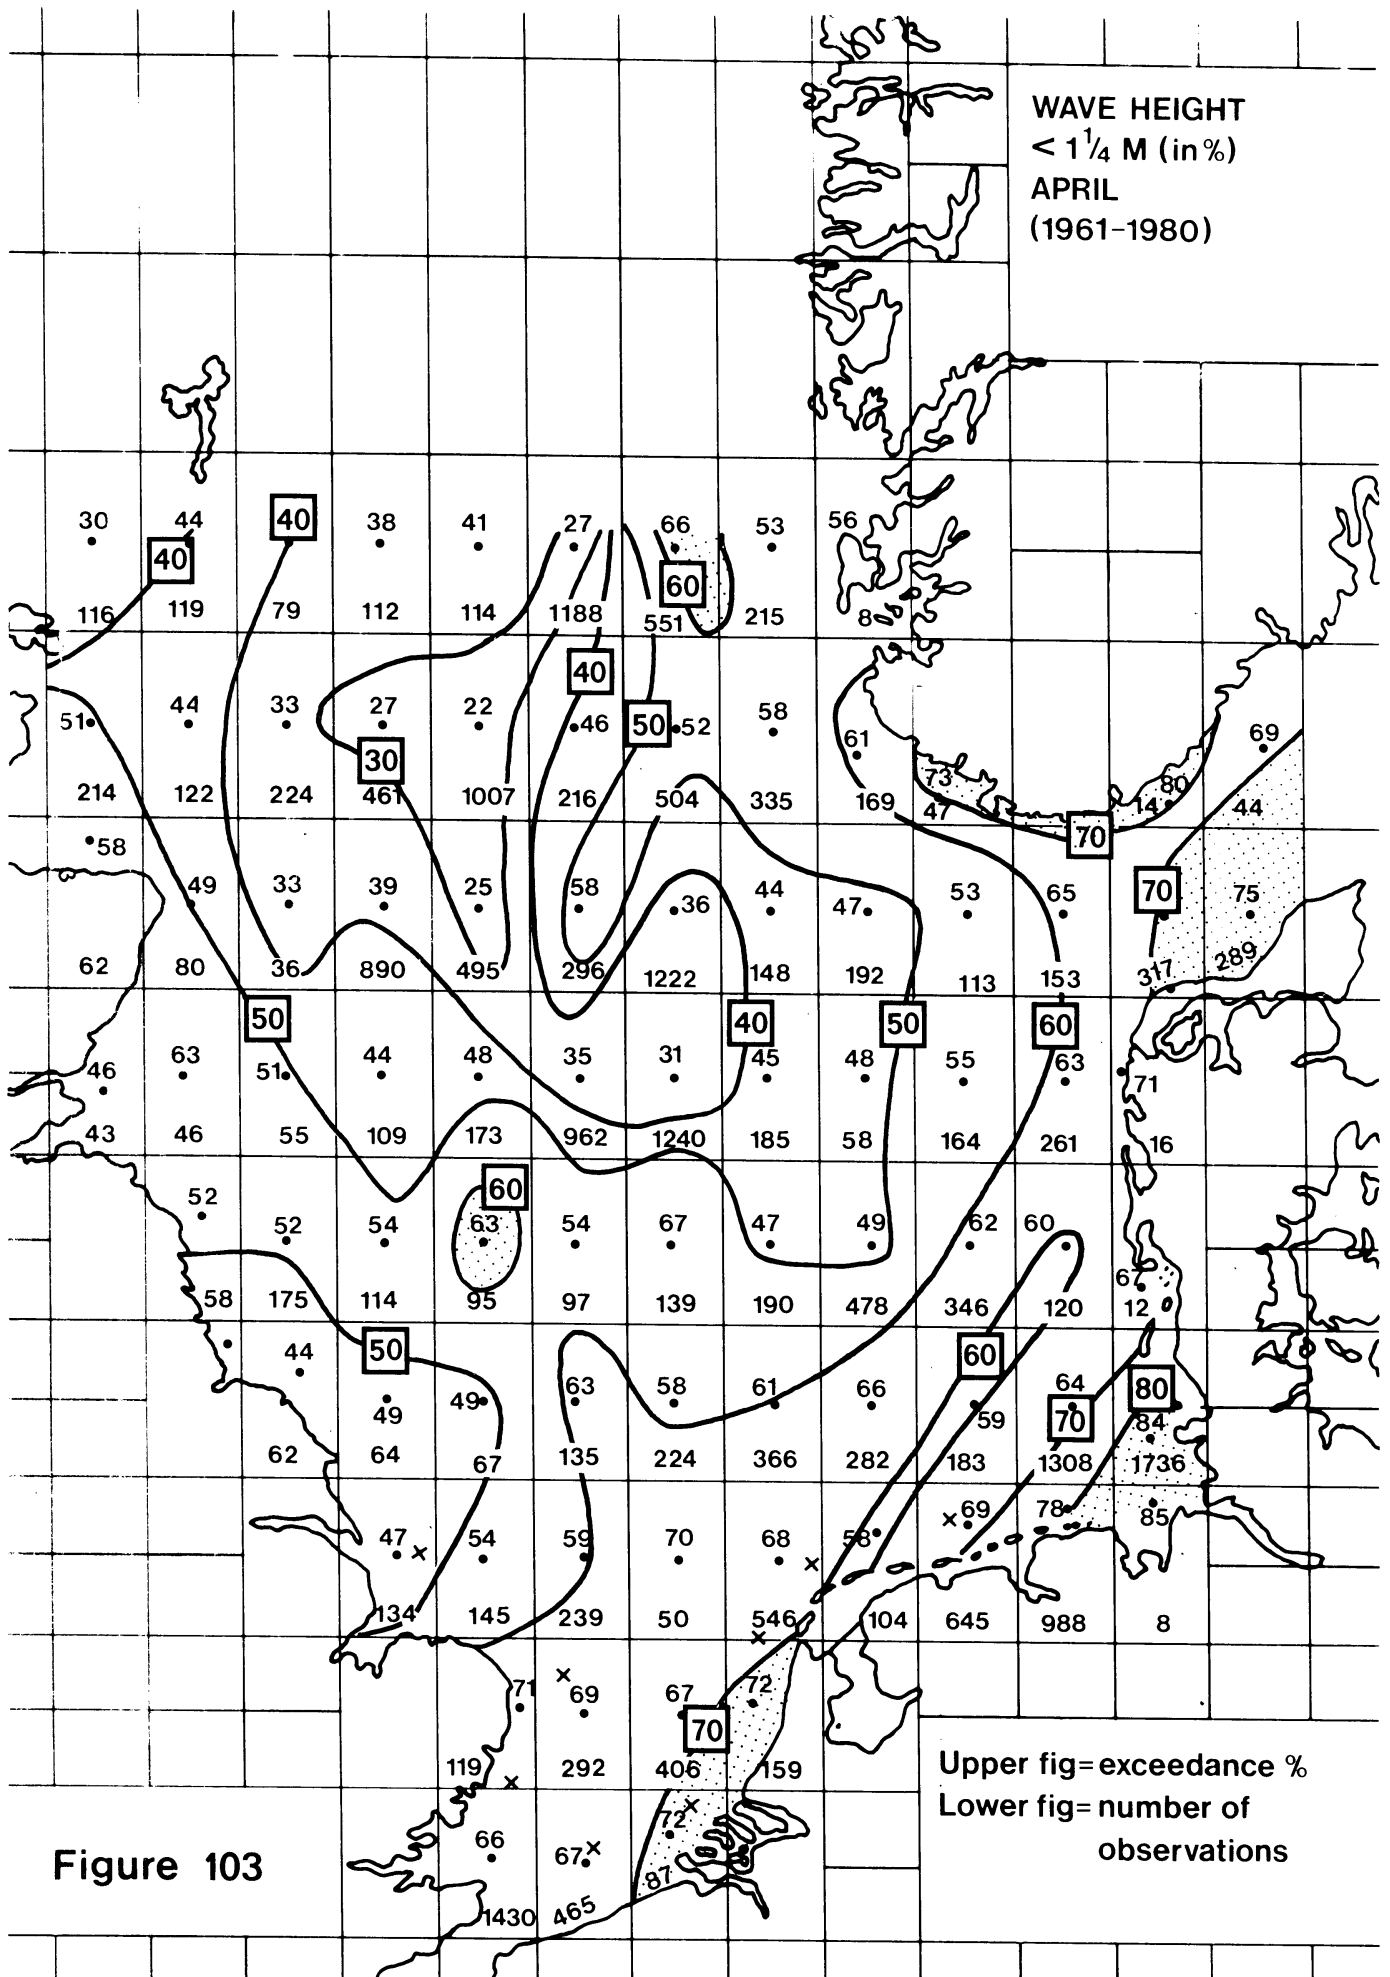 WAVE HEIGHT
< 1 1/4 M (in %)
APRIL
(1961-1980)
30 44 40 38 41 27 66 53 56
40 60
116 119 79 112 114 1188 551 215 8
40
51 44 33 27 22 46 50 52 58 61 69
30 73 80
214 122 224 461 1007 216 504 335 169 47 14 44
58 70
49 33 39 25 58 36 44 47 53 65 70 75
62 80 36 890 495 296 1222 148 192 113 153 317 289
50 40 50 60
46 63 51 44 48 35 31 45 48 55 63 71
43 46 55 109 173 962 1240 185 58 164 261 16
60
52 52 54 63 54 67 47 49 62 60 67
58 175 114 95 97 139 190 478 346 120 12
44 50 60
49 49 63 58 61 66 59 64 80
70 84
62 64 67 135 224 366 282 183 1308 1736
47 × 54 59 70 68 × 58 × 69 78 85
134 145 239 50 546 104 645 988 8
×
71 × 69 67 72
70
119 × 292 406 159
Upper fig = exceedance %
Lower fig = number of
observations
72 ×
66 67 ×
87
1430 465
Figure 103